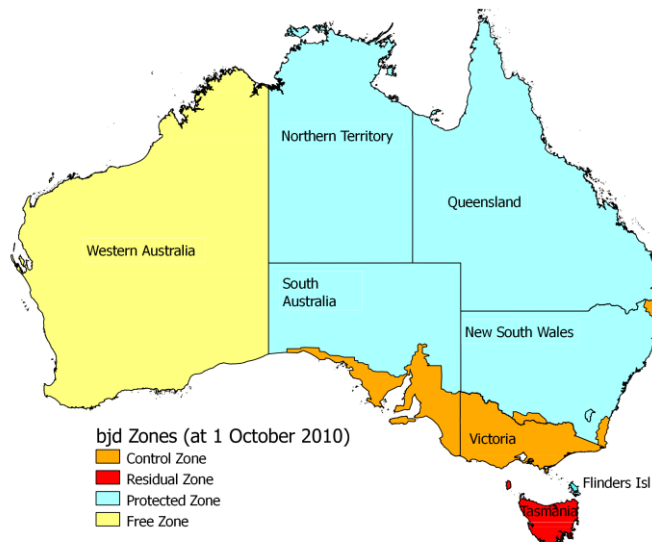 Northern Territory
Queensland
Western Australia
South
Australia
New South Wales
bjd Zones (at 1 October 2010)
Control Zone
Victoria
Residual Zone
Flinders Isl
Protected Zone
Tasmania
Free Zone